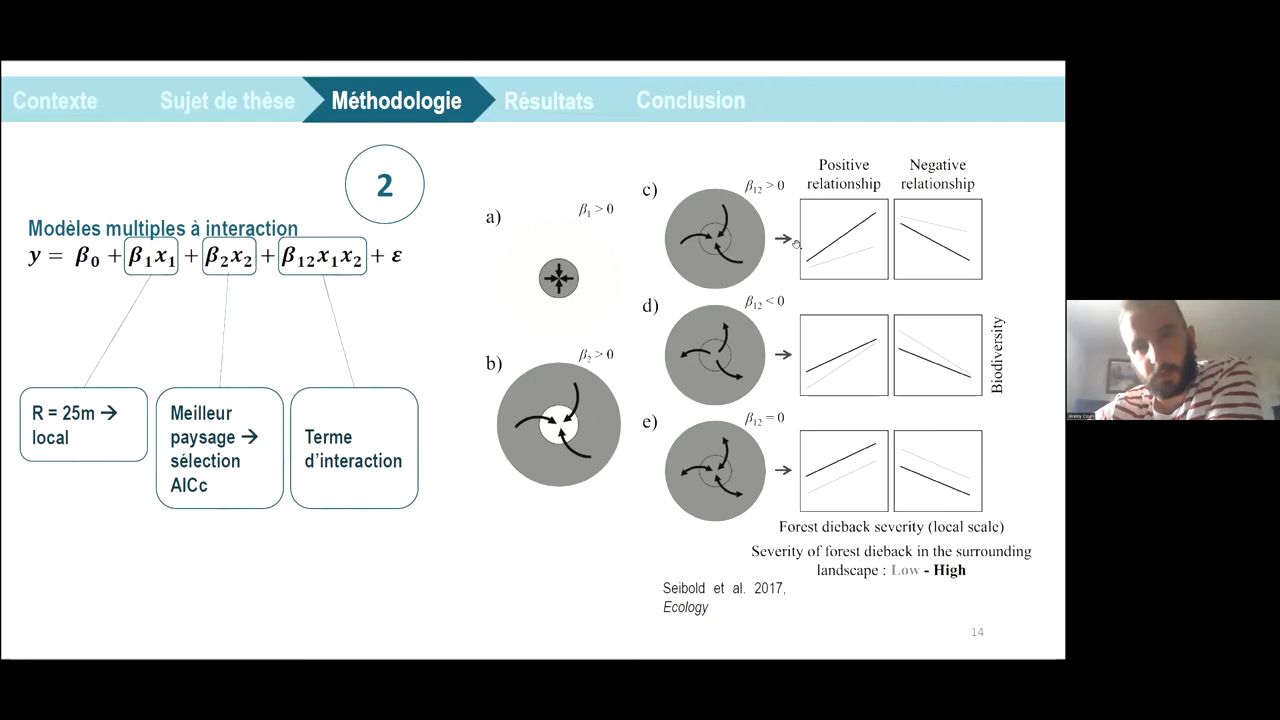 Contexte
Sujet de thèse
Méthodologie
Résultats
Conclusion
2
Modèles multiples à interaction
y = β0 + β1x1 + β2x2 + β12x1x2 + ε
R = 25m →
local
Meilleur
paysage →
sélection
AICc
Terme
d’interaction
a)
β1 > 0
b)
β2 > 0
Positive
relationship
Negative
relationship
c)
β12 > 0
d)
β12 < 0
e)
β12 = 0
Biodiversity
Forest dieback severity (local scale)
Severity of forest dieback in the surrounding
landscape : Low - High
Seibold et al. 2017,
Ecology
14